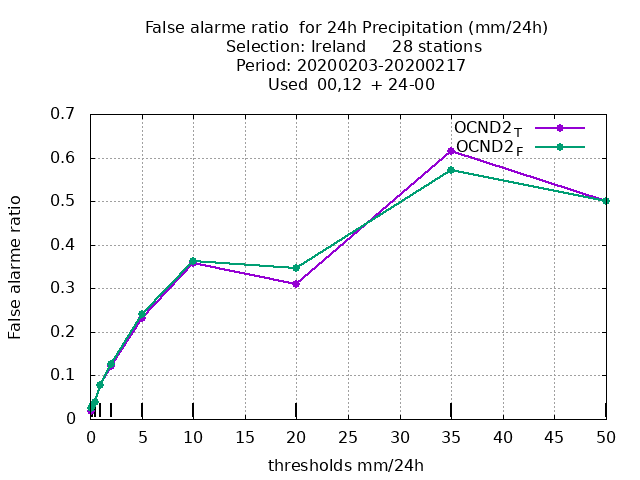 False alarme ratio  for 24h Precipitation (mm/24h)
Selection: Ireland     28 stations
Period: 20200203-20200217
Used  00,12  + 24-00
OCND2_T
OCND2_F
False alarme ratio
0.7
0.6
0.5
0.4
0.3
0.2
0.1
0
0 5 10 15 20 25 30 35 40 45 50
thresholds mm/24h